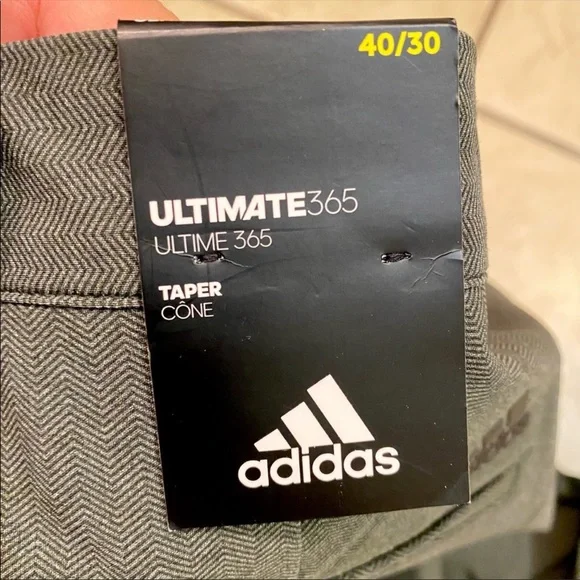 40/30
ULTIMATE365
ULTIME 365
TAPER
CÔNE
adidas